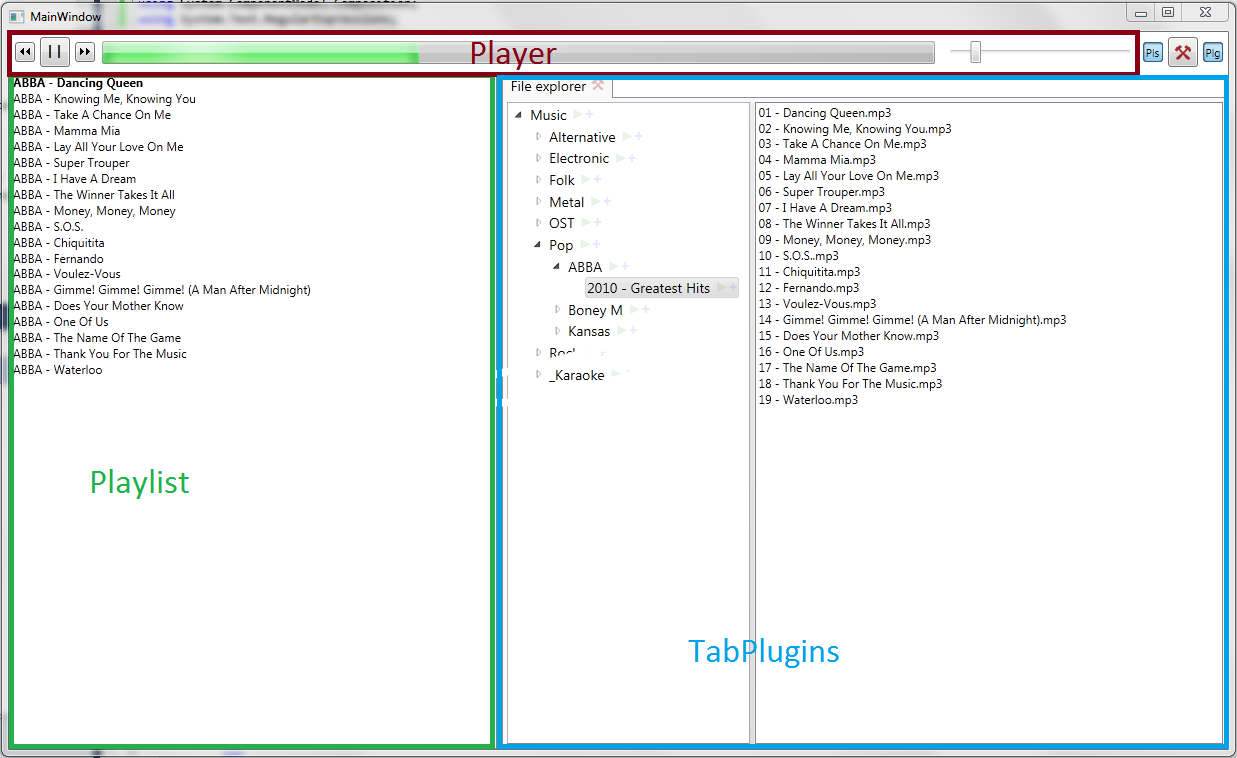 using System.ComponentModel.Composition;
MainWindow
using System.Text.RegularExpressions;
Player
Pls
Plg
ABBA - Dancing Queen
ABBA - Knowing Me, Knowing You
ABBA - Take A Chance On Me
ABBA - Mamma Mia
ABBA - Lay All Your Love On Me
ABBA - Super Trouper
ABBA - I Have A Dream
ABBA - The Winner Takes It All
ABBA - Money, Money, Money
ABBA - S.O.S.
ABBA - Chiquitita
ABBA - Fernando
ABBA - Voulez-Vous
ABBA - Gimme! Gimme! Gimme! (A Man After Midnight)
ABBA - Does Your Mother Know
ABBA - One Of Us
ABBA - The Name Of The Game
ABBA - Thank You For The Music
ABBA - Waterloo
Playlist
File explorer
Music
Alternative
Electronic
Folk
Metal
OST
Pop
ABBA
2010 - Greatest Hits
Boney M
Kansas
_Karaoke
01 - Dancing Queen.mp3
02 - Knowing Me, Knowing You.mp3
03 - Take A Chance On Me.mp3
04 - Mamma Mia.mp3
05 - Lay All Your Love On Me.mp3
06 - Super Trouper.mp3
07 - I Have A Dream.mp3
08 - The Winner Takes It All.mp3
09 - Money, Money, Money.mp3
10 - S.O.S..mp3
11 - Chiquitita.mp3
12 - Fernando.mp3
13 - Voulez-Vous.mp3
14 - Gimme! Gimme! Gimme! (A Man After Midnight).mp3
15 - Does Your Mother Know.mp3
16 - One Of Us.mp3
17 - The Name Of The Game.mp3
18 - Thank You For The Music.mp3
19 - Waterloo.mp3
TabPlugins